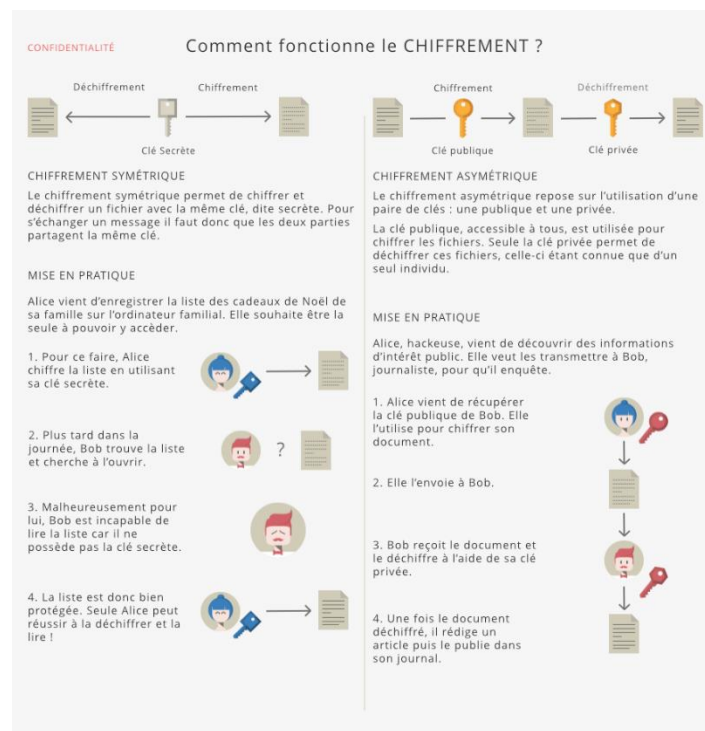 CONFIDENTIALITÉ
Comment fonctionne le CHIFFREMENT ?
Déchiffrement
Chiffrement
Clé Secrète
CHIFFREMENT SYMÉTRIQUE
Le chiffrement symétrique permet de chiffrer et
déchiffrer un fichier avec la même clé, dite secrète. Pour
s’échanger un message il faut donc que les deux parties
partagent la même clé.
MISE EN PRATIQUE
Alice vient d’enregistrer la liste des cadeaux de Noël de
sa famille sur l’ordinateur familial. Elle souhaite être la
seule à pouvoir y accèder.
1. Pour ce faire, Alice
chiffre la liste en utilisant
sa clé secrète.
2. Plus tard dans la
journée, Bob trouve la liste
et cherche à l’ouvrir.
?
3. Malheureusement pour
lui, Bob est incapable de
lire la liste car il ne
possède pas la clé secrète.
4. La liste est donc bien
protégée. Seule Alice peut
réussir à la déchiffrer et la
lire !
Chiffrement
Déchiffrement
Clé publique
Clé privée
CHIFFREMENT ASYMÉTRIQUE
Le chiffrement asymétrique repose sur l’utilisation d’une
paire de clés : une publique et une privée.
La clé publique, accessible à tous, est utilisée pour
chiffrer les fichiers. Seule la clé privée permet de
déchiffrer ces fichiers, celle-ci étant connue que d’un
seul individu.
MISE EN PRATIQUE
Alice, hackeuse, vient de découvrir des informations
d’intérêt public. Elle veut les transmettre à Bob,
journaliste, pour qu’il enquête.
1. Alice vient de récupérer
la clé publique de Bob. Elle
l’utilise pour chiffrer son
document.
2. Elle l’envoie à Bob.
3. Bob reçoit le document et
le déchiffre à l’aide de sa clé
privée.
4. Une fois le document
déchiffré, il rédige un
article puis le publie dans
son journal.